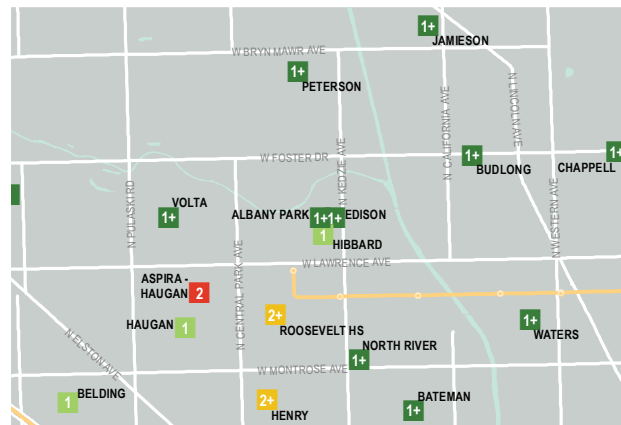 1+
JAMIESON
W BRYN MAWR AVE
1+
PETERSON
N LINCOLN AVE
N CALIFORNIA AVE
N KEDZIE AVE
W FOSTER DR
1+
BUDLONG
CHAPPELL
1+
N PULASKI RD
VOLTA
1+
ALBANY PARK
1+
1+
EDISON
1
HIBBARD
N WESTERN AVE
N CENTRAL PARK AVE
W LAWRENCE AVE
ASPIRA -
HAUGAN
2
HAUGAN
1
2+
ROOSEVELT HS
1+
WATERS
N ELSTON AVE
NORTH RIVER
1+
W MONTROSE AVE
1
BELDING
2+
HENRY
BATEMAN
1+